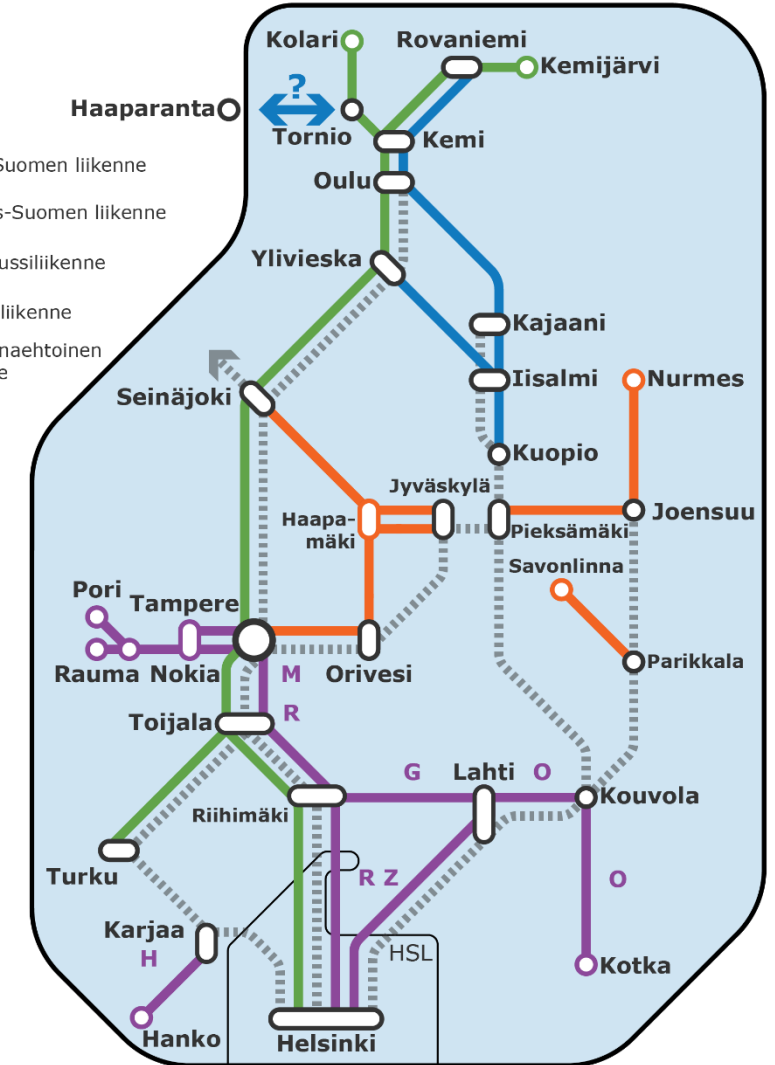 Kolari
Rovaniemi
Kemijärvi
?
Haaparanta
Tornio
Kemi
Suomen liikenne
Oulu
s-Suomen liikenne
Ylivieska
ussiliikenne
liikenne
Kajaani
naehtoinen
e
Iisalmi
Nurmes
Seinäjoki
Kuopio
Jyväskylä
Haapa-
mäki
Joensuu
Pieksämäki
Savonlinna
Pori
Tampere
Parikkala
Rauma
Nokia
M
Orivesi
R
Toijala
G
Lahti
O
Kouvola
Riihimäki
Turku
R Z
O
Karjaa
H
HSL
Kotka
Hanko
Helsinki